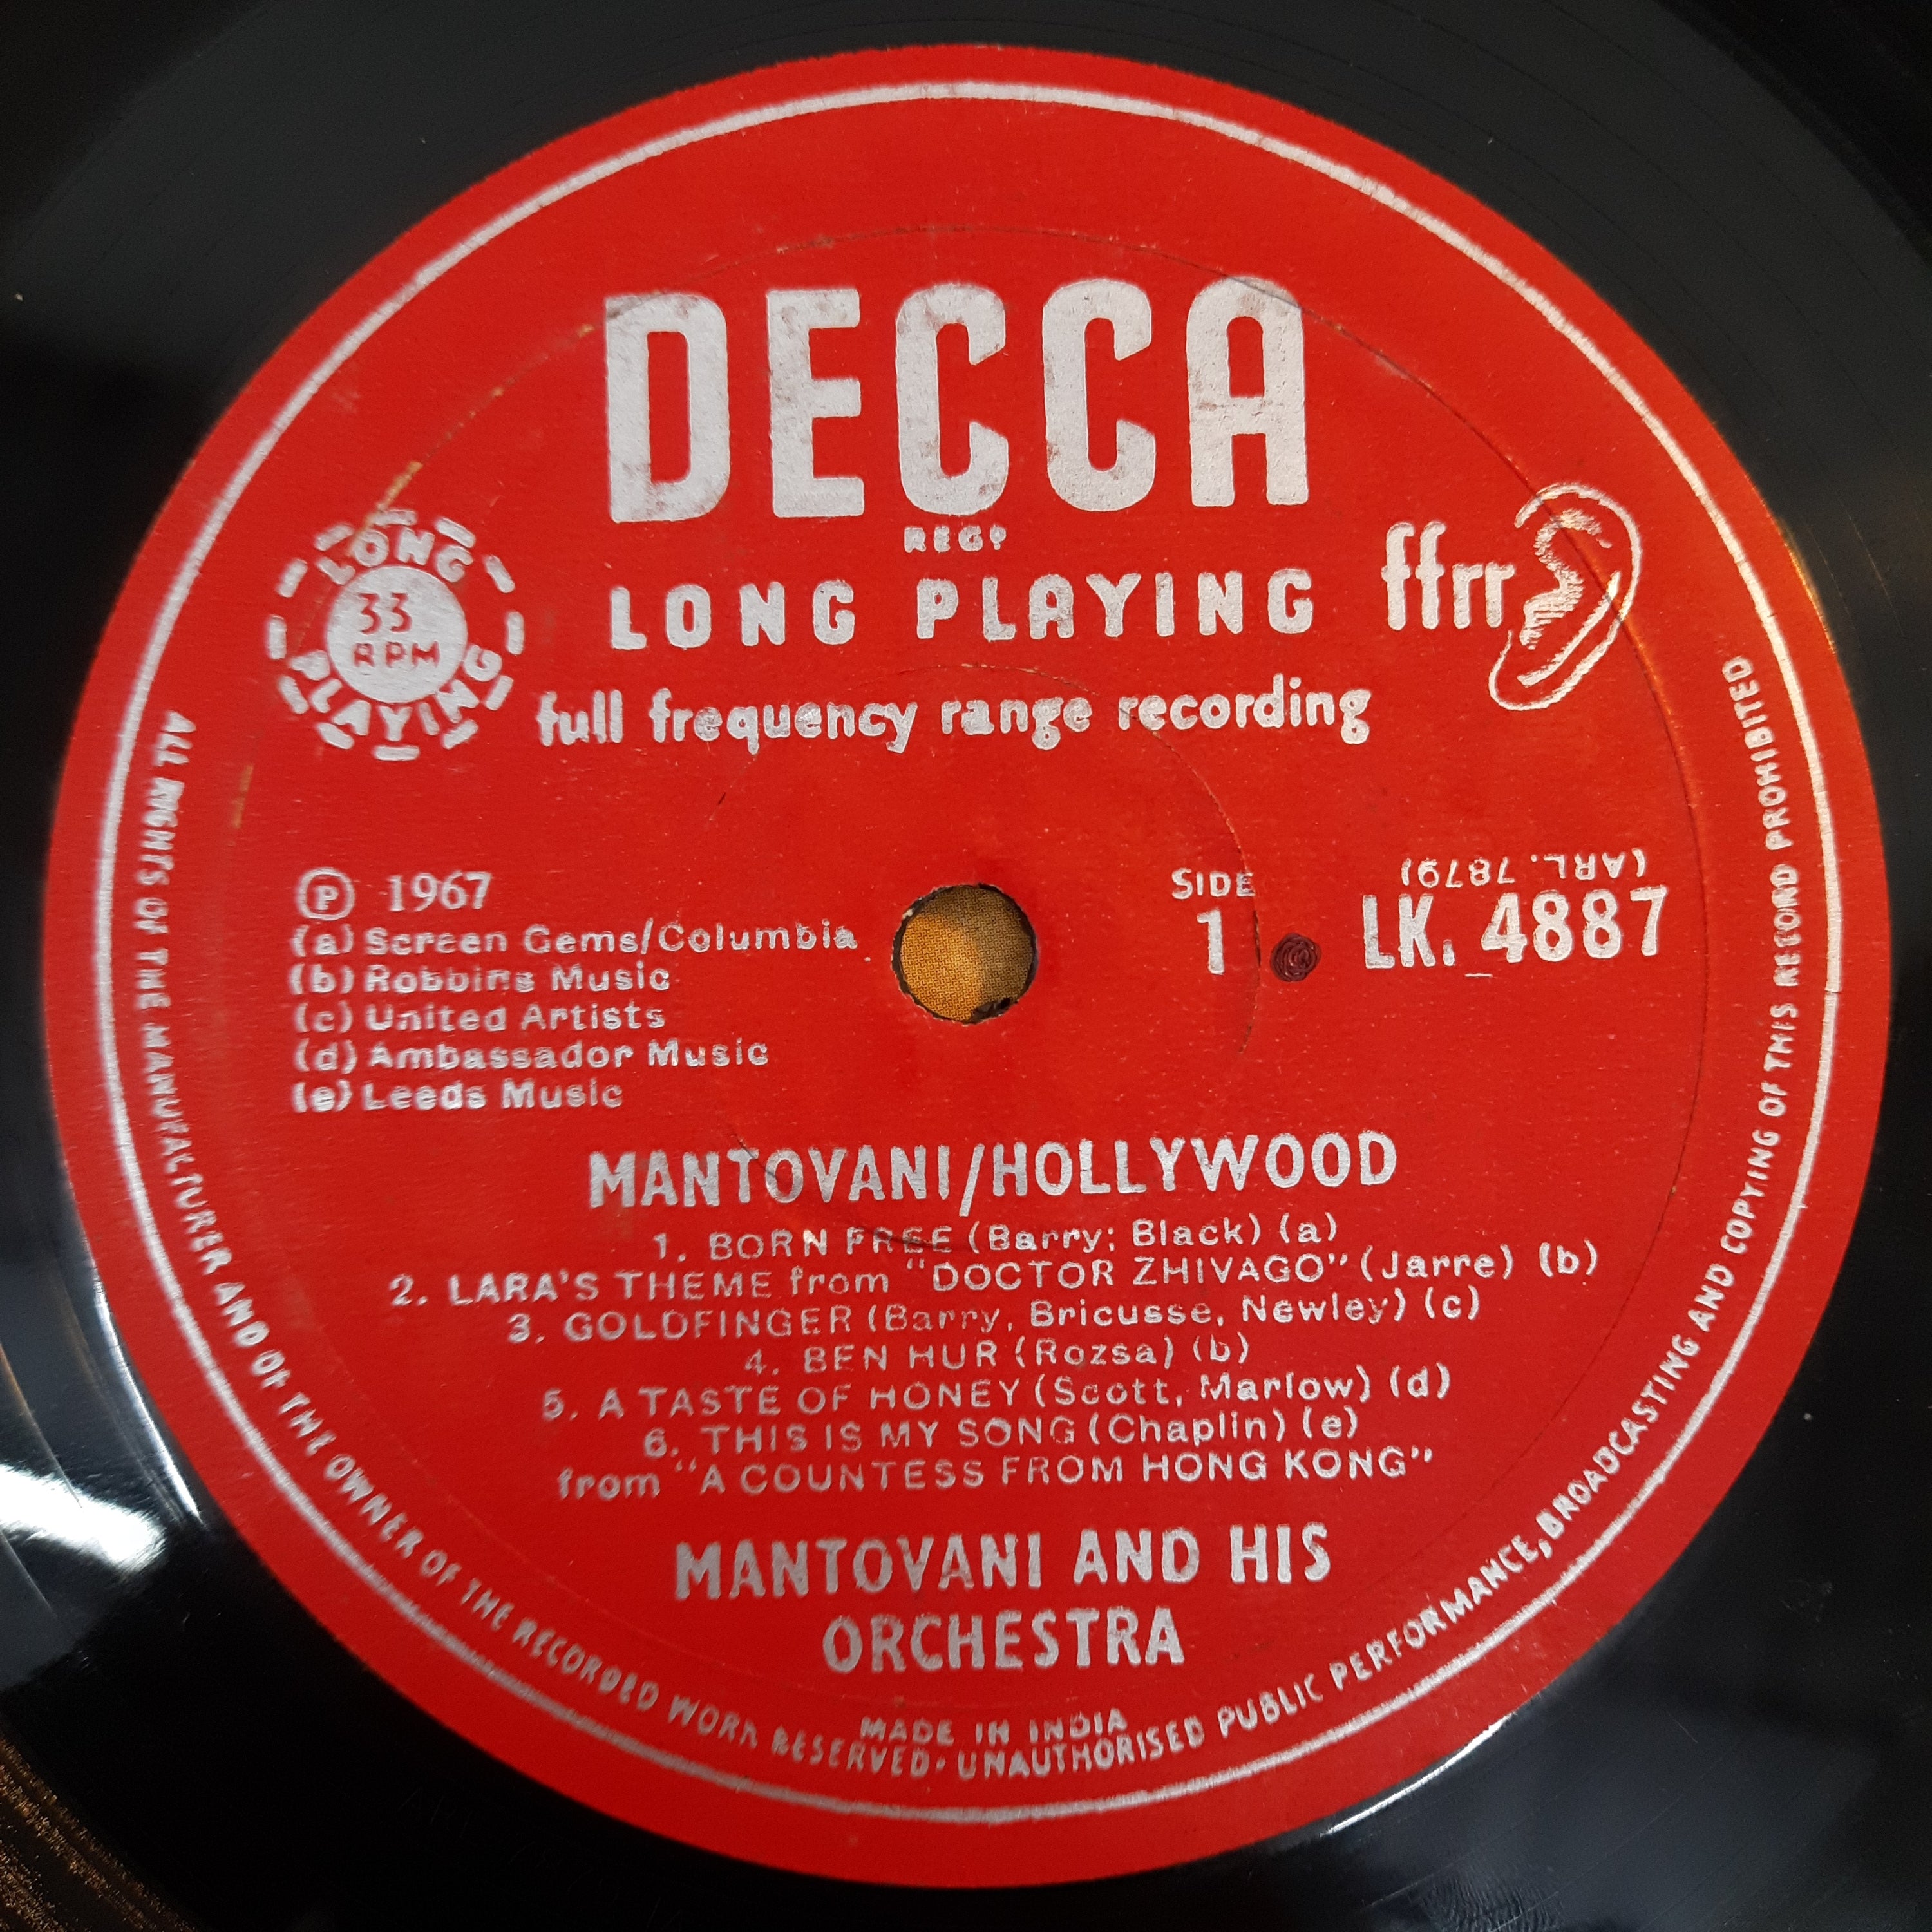 DECCA
REGD
LONG PLAYING
ffrr
LONG
33
RPM
PLAYING
full frequency range recording
℗ 1967
(a) Screen Gems/Columbia
(b) Robbins Music
(c) United Artists
(d) Ambassador Music
(e) Leeds Music
SIDE
1
(ARL. 7879)
LK. 4887
MANTOVANI/HOLLYWOOD
1. BORN FREE (Barry; Black) (a)
2. LARA'S THEME from "DOCTOR ZHIVAGO" (Jarre) (b)
3. GOLDFINGER (Barry, Bricusse, Newley) (c)
4. BEN HUR (Rozsa) (b)
5. A TASTE OF HONEY (Scott, Marlow) (d)
6. THIS IS MY SONG (Chaplin) (e)
from "A COUNTESS FROM HONG KONG"
MANTOVANI AND HIS
ORCHESTRA
MADE IN INDIA
ALL RIGHTS OF THE MANUFACTURER AND OF THE OWNER OF THE RECORDED WORK RESERVED· UNAUTHORISED PUBLIC PERFORMANCE, BROADCASTING AND COPYING OF THIS RECORD PROHIBITED